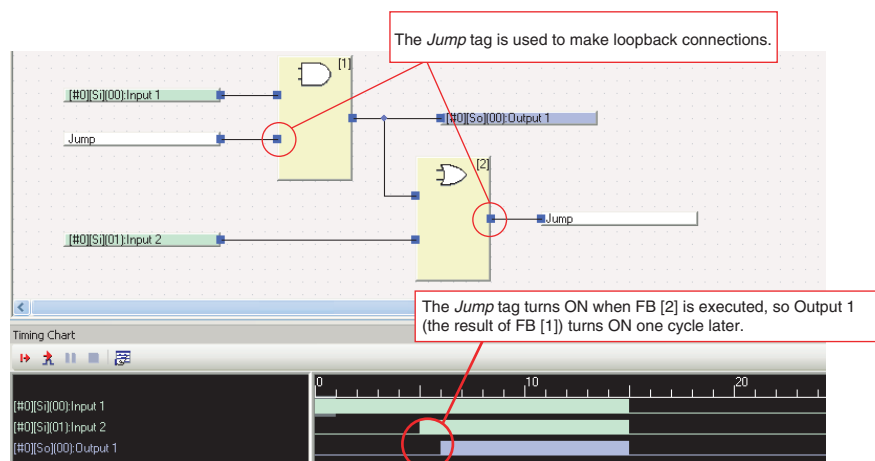 The Jump tag is used to make loopback connections.
[1]
[#0][Si](00):Input 1
[#0][So](00):Output 1
Jump
[2]
Jump
[#0][Si](01):Input 2
The Jump tag turns ON when FB [2] is executed, so Output 1
(the result of FB [1]) turns ON one cycle later.
Timing Chart
0 10 20
[#0][Si](00):Input 1
[#0][Si](01):Input 2
[#0][So](00):Output 1